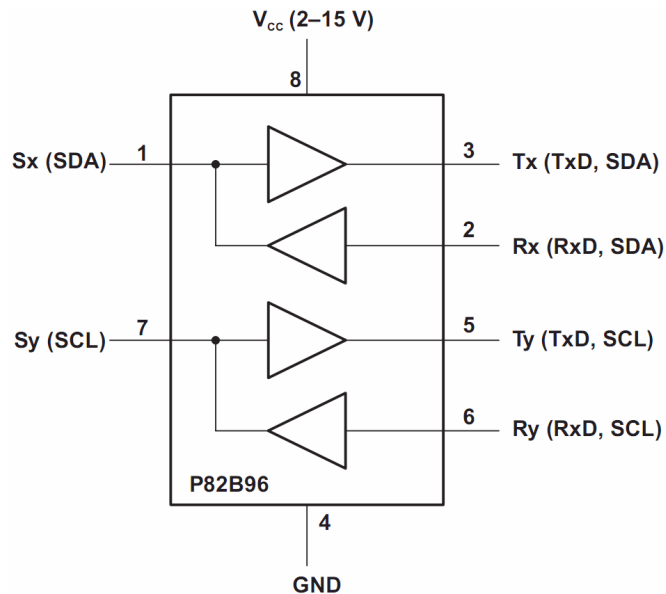 VCC (2–15 V)
8
Sx (SDA) 1
3 Tx (TxD, SDA)
2 Rx (RxD, SDA)
Sy (SCL) 7
5 Ty (TxD, SCL)
6 Ry (RxD, SCL)
P82B96
4
GND